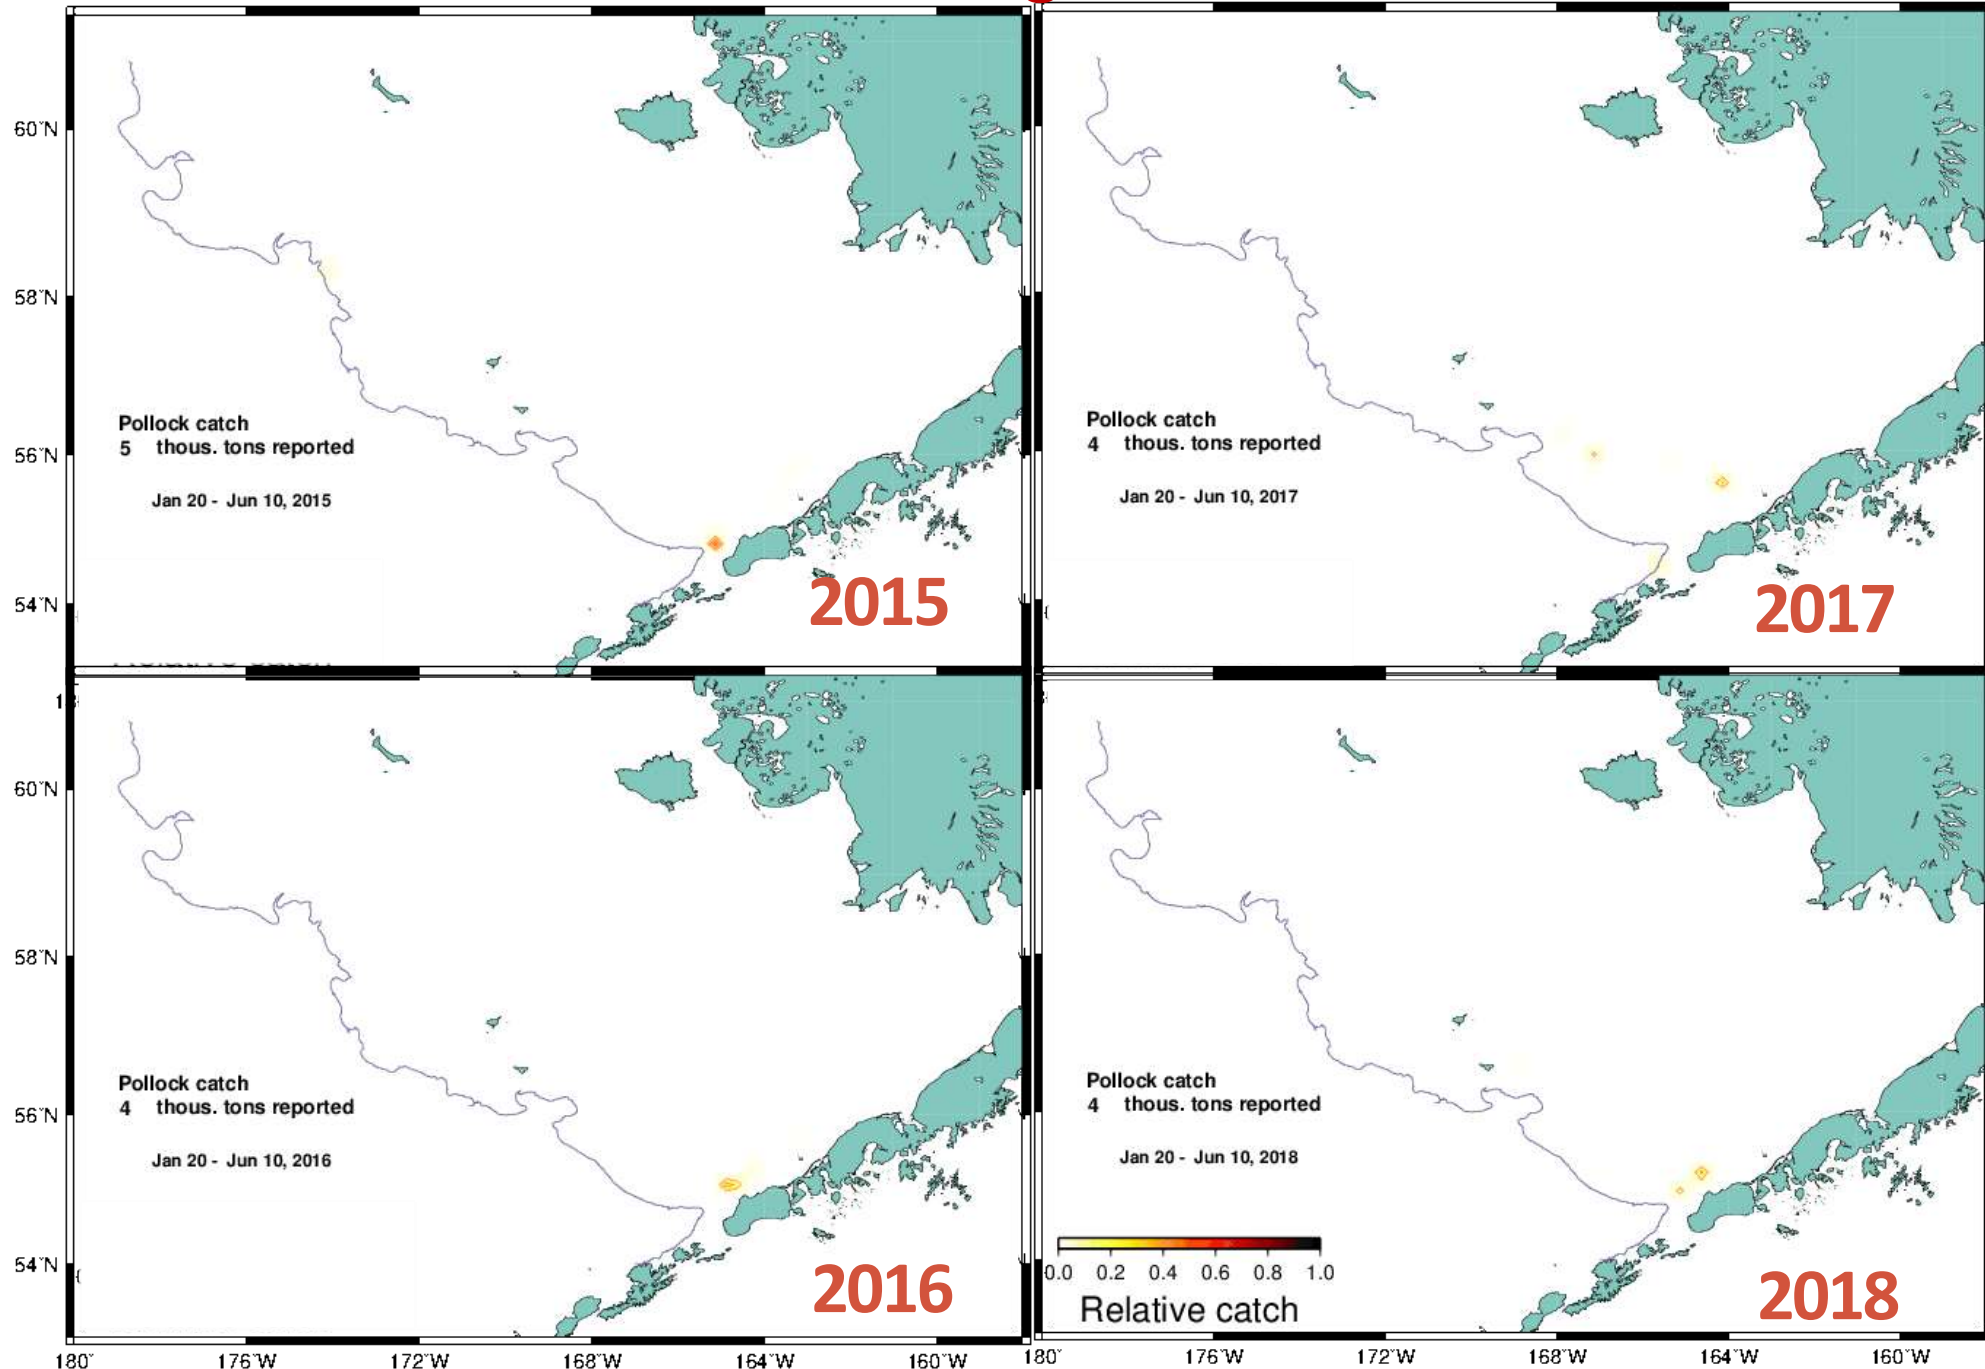 60°N
58°N
56°N
54°N
Pollock catch
5 thous. tons reported
Jan 20 - Jun 10, 2015
2015
Pollock catch
4 thous. tons reported
Jan 20 - Jun 10, 2017
2017
60°N
58°N
56°N
54°N
Pollock catch
4 thous. tons reported
Jan 20 - Jun 10, 2016
2016
Pollock catch
4 thous. tons reported
Jan 20 - Jun 10, 2018
0.0 0.2 0.4 0.6 0.8 1.0
Relative catch
2018
180° 176°W 172°W 168°W 164°W 160°W
180° 176°W 172°W 168°W 164°W 160°W